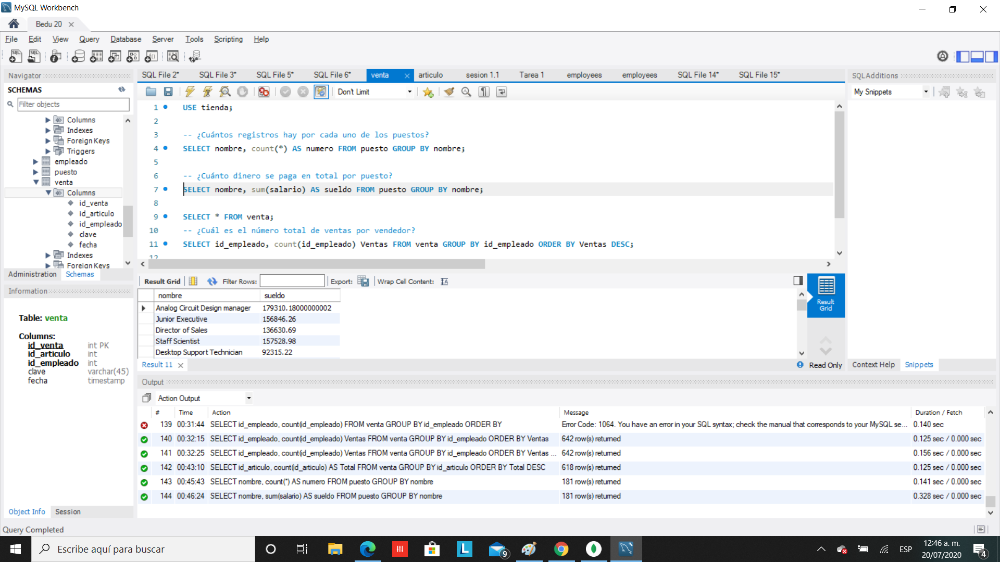 MySQL Workbench
Bedu 20
File Edit View Query Database Server Tools Scripting Help
Navigator
SCHEMAS
Filter objects
Columns
Indexes
Foreign Keys
Triggers
empleado
puesto
venta
Columns
id_venta
id_articulo
id_empleado
clave
fecha
Indexes
Foreign Keys
Administration Schemas
Information
Table: venta
Columns:
id_venta int PK
id_articulo int
id_empleado int
clave varchar(45)
fecha timestamp
Object Info Session
SQL File 2* SQL File 3* SQL File 5* SQL File 6* venta articulo sesion 1.1 Tarea 1 employees employees SQL File 14* SQL File 15*
Don't Limit
1 USE tienda;
2
3 -- ¿Cuántos registros hay por cada uno de los puestos?
4 SELECT nombre, count(*) AS numero FROM puesto GROUP BY nombre;
5
6 -- ¿Cuánto dinero se paga en total por puesto?
7 SELECT nombre, sum(salario) AS sueldo FROM puesto GROUP BY nombre;
8
9 SELECT * FROM venta;
10 -- ¿Cuál es el número total de ventas por vendedor?
11 SELECT id_empleado, count(id_empleado) Ventas FROM venta GROUP BY id_empleado ORDER BY Ventas DESC;
12
Result Grid Filter Rows: Export: Wrap Cell Content:
nombre sueldo
Analog Circuit Design manager 179310.18000000002
Junior Executive 156846.26
Director of Sales 136630.69
Staff Scientist 157528.98
Desktop Support Technician 92315.22
Result Grid
Result 11 Read Only
SQLAdditions
My Snippets
Context Help Snippets
Output
Action Output
# Time Action Message Duration / Fetch
139 00:31:44 SELECT id_empleado, count(id_empleado) FROM venta GROUP BY id_empleado ORDER BY Error Code: 1064. You have an error in your SQL syntax; check the manual that corresponds to your MySQL se... 0.140 sec
140 00:32:15 SELECT id_empleado, count(id_empleado) Ventas FROM venta GROUP BY id_empleado ORDER BY Ventas 642 row(s) returned 0.125 sec / 0.000 sec
141 00:32:25 SELECT id_empleado, count(id_empleado) Ventas FROM venta GROUP BY id_empleado ORDER BY Ventas ... 642 row(s) returned 0.156 sec / 0.000 sec
142 00:43:10 SELECT id_articulo, count(id_articulo) AS Total FROM venta GROUP BY id_articulo ORDER BY Total DESC 618 row(s) returned 0.125 sec / 0.000 sec
143 00:45:43 SELECT nombre, count(*) AS numero FROM puesto GROUP BY nombre 181 row(s) returned 0.141 sec / 0.000 sec
144 00:46:24 SELECT nombre, sum(salario) AS sueldo FROM puesto GROUP BY nombre 181 row(s) returned 0.328 sec / 0.000 sec
Query Completed
Escribe aquí para buscar
L
9
ESP
12:46 a. m.
20/07/2020
4